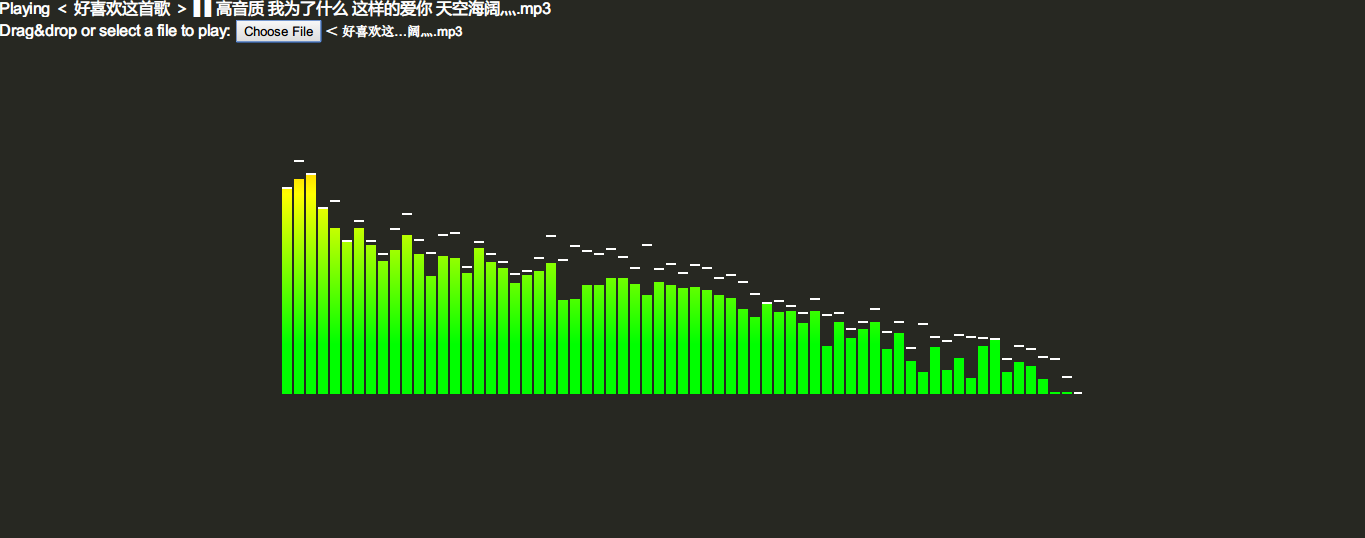 Playing < 好喜欢这首歌 >▐▐ 高音质 我为了什么 这样的爱你 天空海阔灬.mp3
Drag&drop or select a file to play: Choose File < 好喜欢这...阔灬.mp3